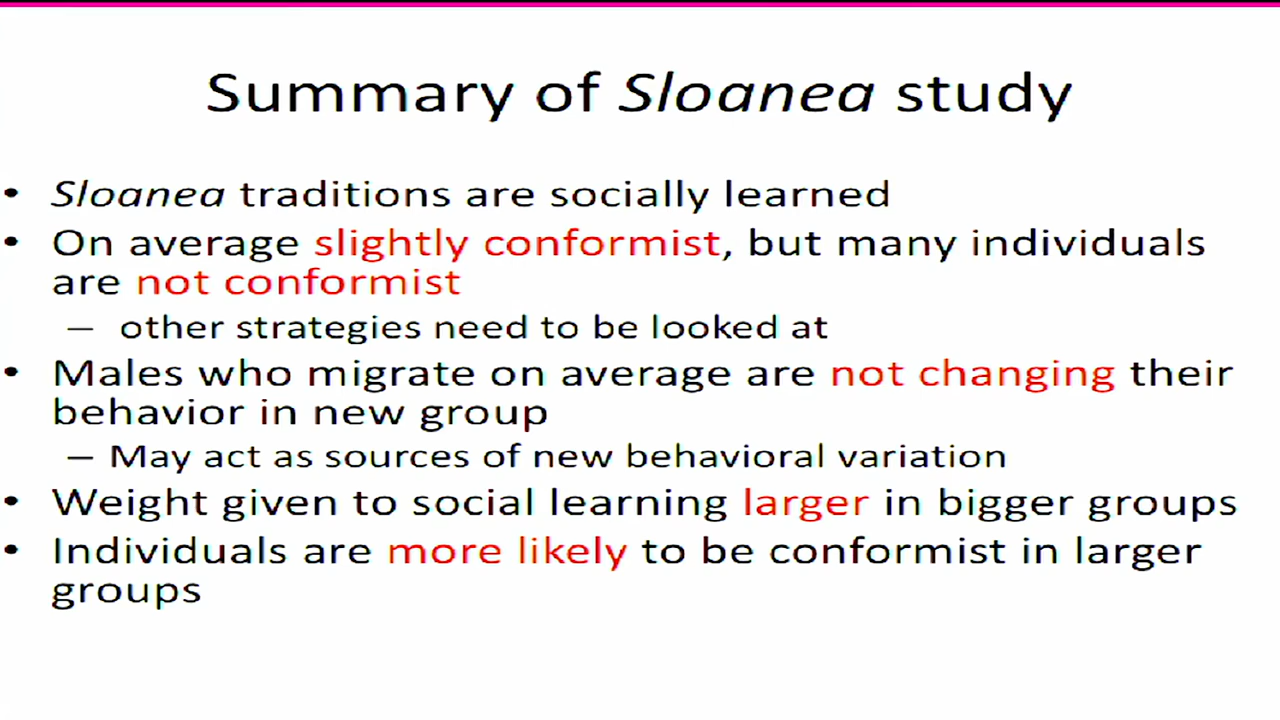 Summary of Sloanea study
• Sloanea traditions are socially learned
• On average slightly conformist, but many individuals
are not conformist
– other strategies need to be looked at
• Males who migrate on average are not changing their
behavior in new group
– May act as sources of new behavioral variation
• Weight given to social learning larger in bigger groups
• Individuals are more likely to be conformist in larger
groups